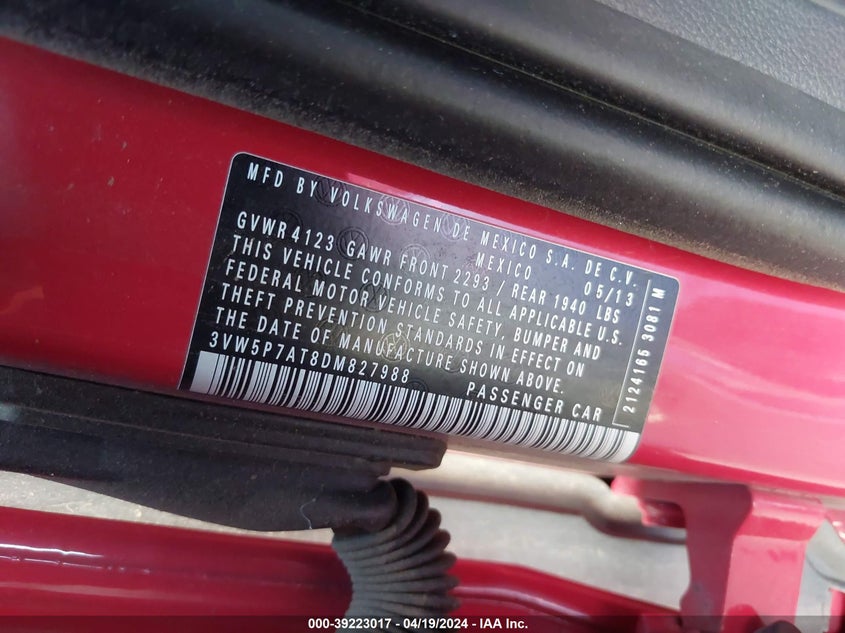 MFD BY VOLKSWAGEN DE MEXICO S.A. DE C.V.
MEXICO 05/13
GVWR 4123 GAWR FRONT 2293 / REAR 1940 LBS
THIS VEHICLE CONFORMS TO ALL APPLICABLE U.S.
FEDERAL MOTOR VEHICLE SAFETY, BUMPER AND
THEFT PREVENTION STANDARDS IN EFFECT ON
THE DATE OF MANUFACTURE SHOWN ABOVE.
3VW5P7AT8DM827988 PASSENGER CAR
2124165 3081 M
000-39223017 - 04/19/2024 - IAA Inc.